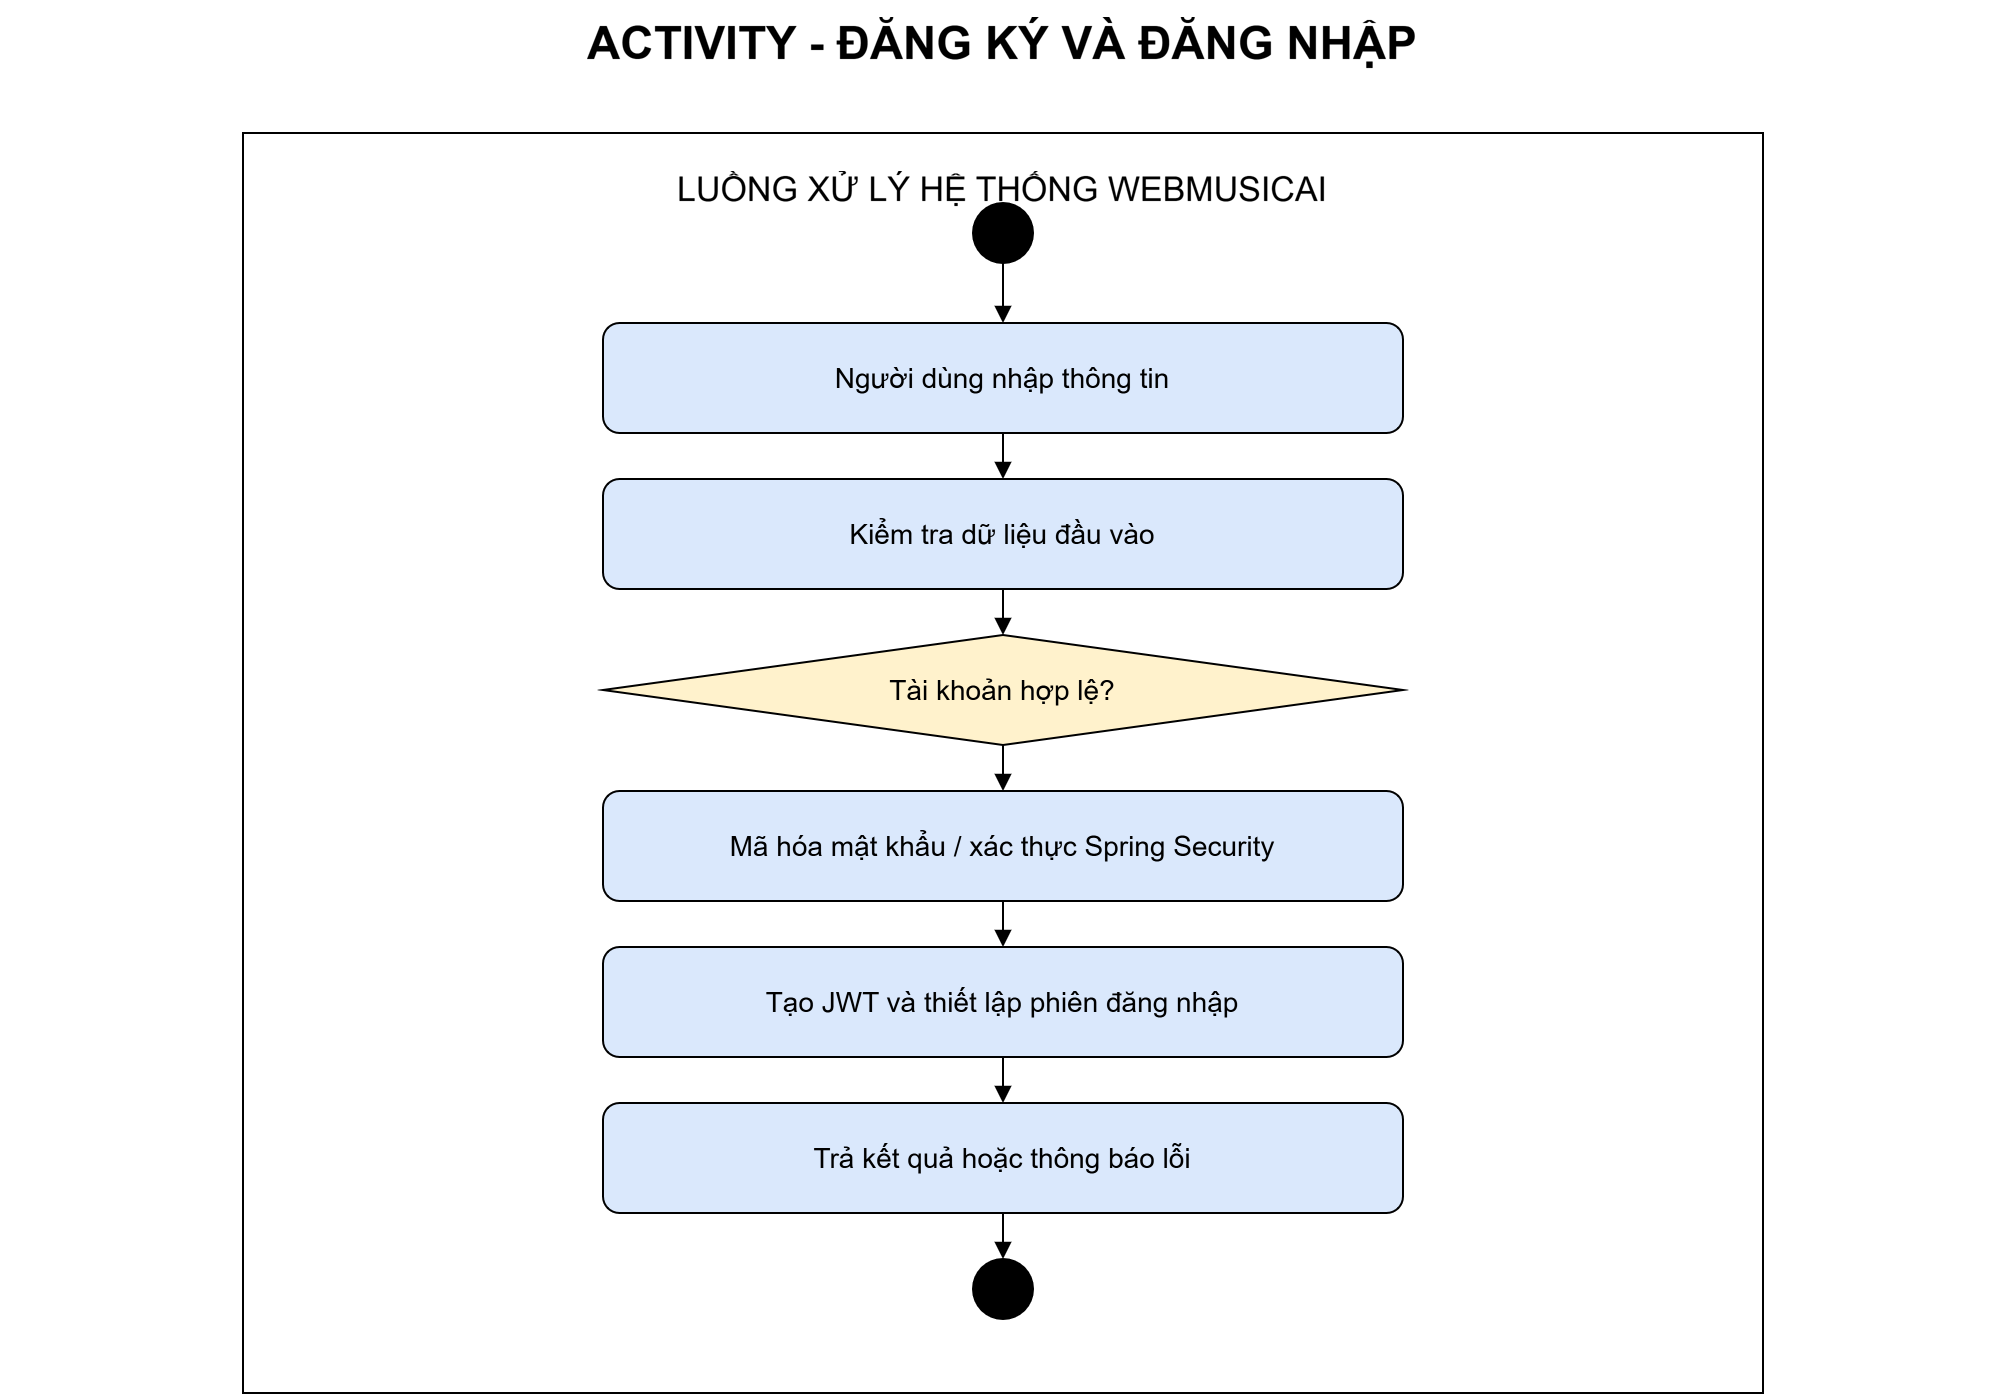 ACTIVITY - ĐĂNG KÝ VÀ ĐĂNG NHẬP
LUỒNG XỬ LÝ HỆ THỐNG WEBMUSICAI
Người dùng nhập thông tin
Kiểm tra dữ liệu đầu vào
Tài khoản hợp lệ?
Mã hóa mật khẩu / xác thực Spring Security
Tạo JWT và thiết lập phiên đăng nhập
Trả kết quả hoặc thông báo lỗi